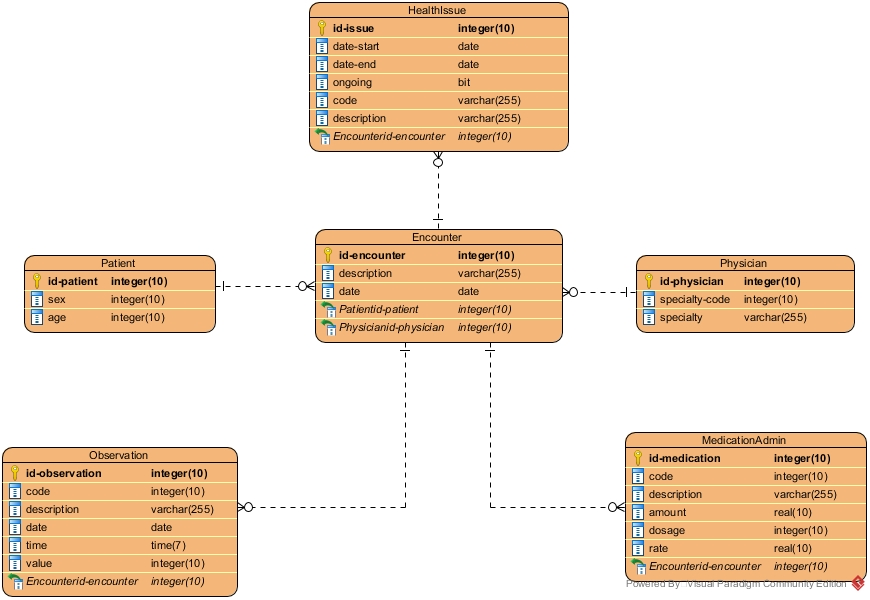 HealthIssue
id-issue integer(10)
date-start date
date-end date
ongoing bit
code varchar(255)
description varchar(255)
Encounterid-encounter integer(10)
Encounter
id-encounter integer(10)
description varchar(255)
date date
Patientid-patient integer(10)
Physicianid-physician integer(10)
Patient
id-patient integer(10)
sex integer(10)
age integer(10)
Physician
id-physician integer(10)
specialty-code integer(10)
specialty varchar(255)
Observation
id-observation integer(10)
code integer(10)
description varchar(255)
date date
time time(7)
value integer(10)
Encounterid-encounter integer(10)
MedicationAdmin
id-medication integer(10)
code integer(10)
description varchar(255)
amount real(10)
dosage integer(10)
rate real(10)
Encounterid-encounter integer(10)
Powered By Visual Paradigm Community Edition